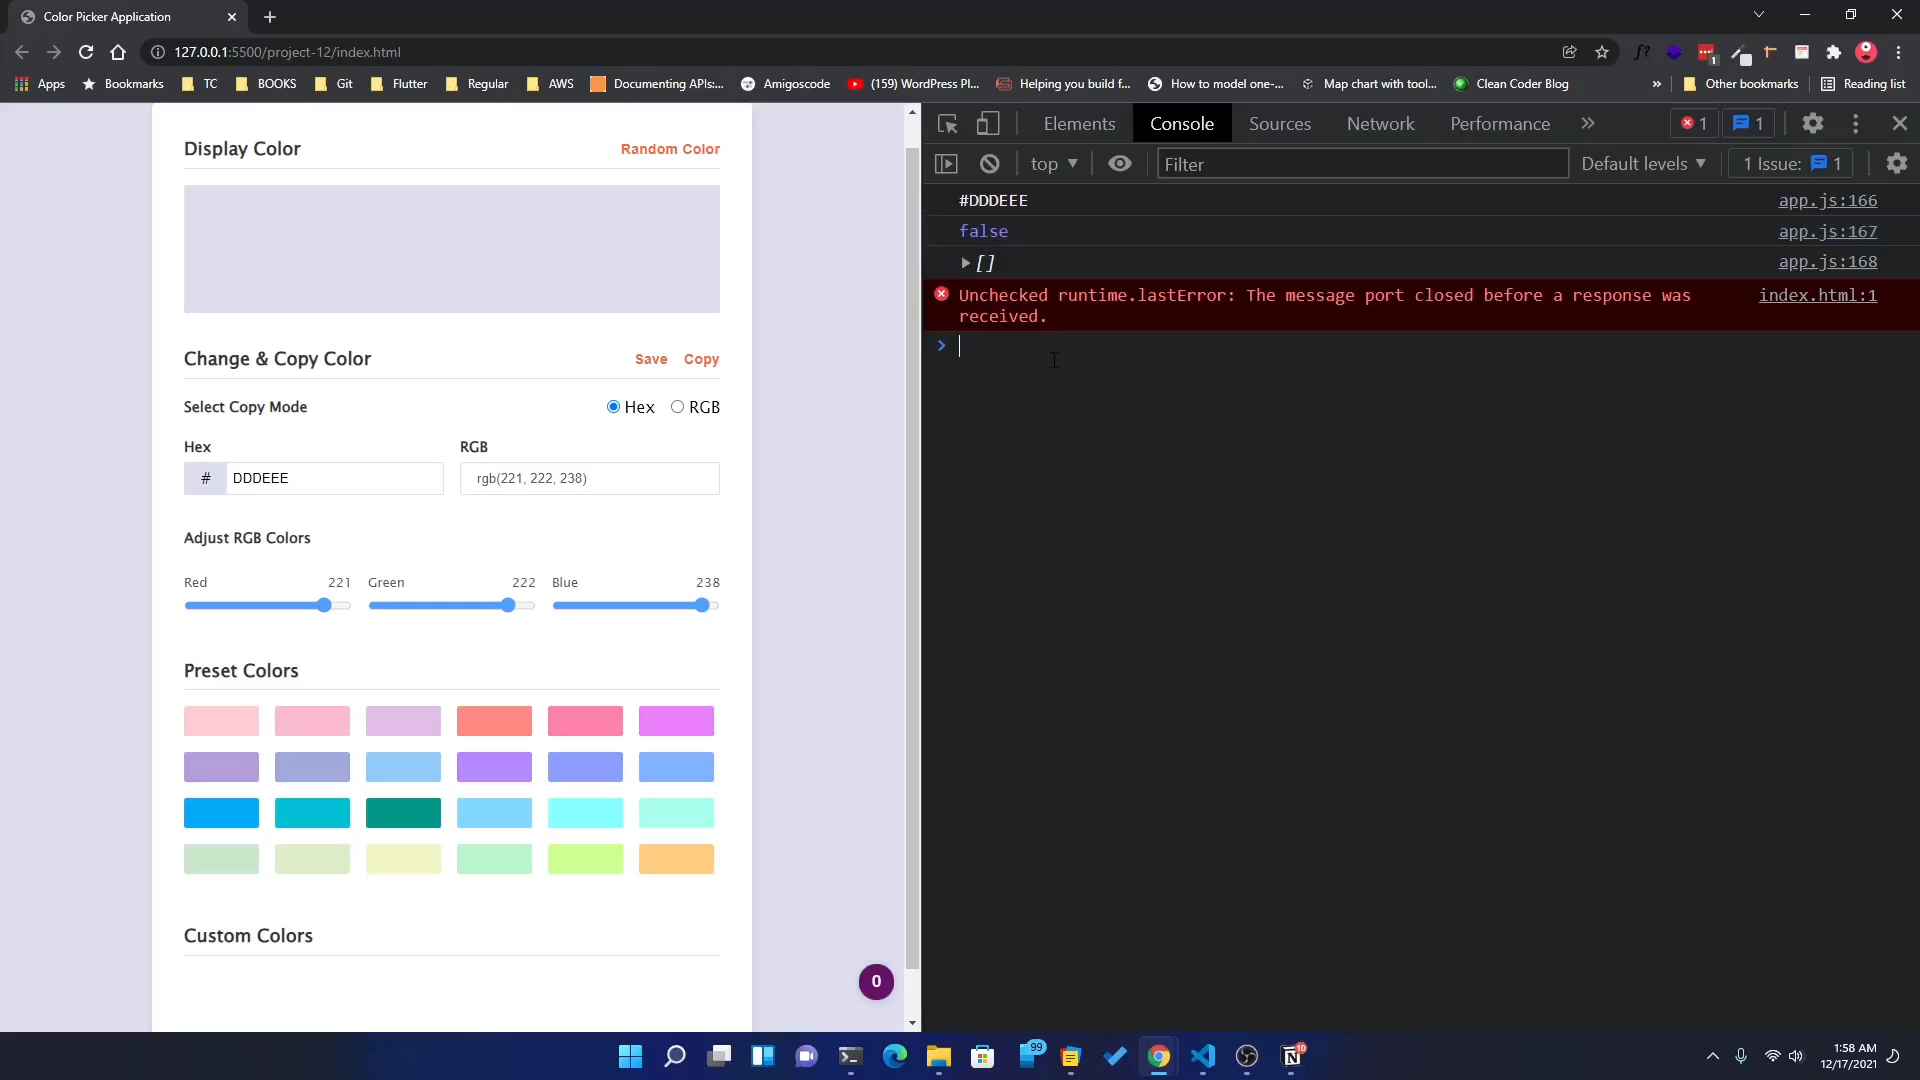 Color Picker Application
127.0.0.1:5500/project-12/index.html
f?
1
Apps Bookmarks TC BOOKS Git Flutter Regular AWS Documenting APIs:... Amigoscode (159) WordPress Pl... Helping you build f... How to model one-... Map chart with tool... Clean Coder Blog » Other bookmarks Reading list
Display Color Random Color
Change & Copy Color Save Copy
Select Copy Mode Hex RGB
Hex RGB
# DDDEEE rgb(221, 222, 238)
Adjust RGB Colors
Red 221 Green 222 Blue 238
Preset Colors
Custom Colors
0
Elements Console Sources Network Performance » 1 1
top Filter Default levels 1 Issue: 1
#DDDEEE app.js:166
false app.js:167
[] app.js:168
Unchecked runtime.lastError: The message port closed before a response was index.html:1
received.
99
10
1:58 AM
12/17/2021